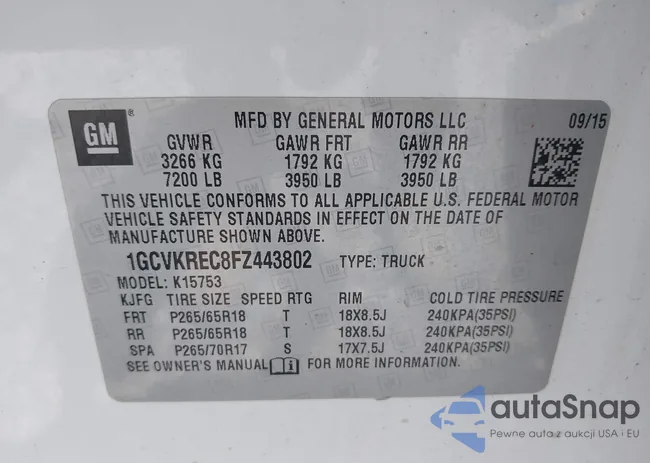 GM
®
MFD BY GENERAL MOTORS LLC 09/15
GVWR GAWR FRT GAWR RR
3266 KG 1792 KG 1792 KG
7200 LB 3950 LB 3950 LB
THIS VEHICLE CONFORMS TO ALL APPLICABLE U.S. FEDERAL MOTOR
VEHICLE SAFETY STANDARDS IN EFFECT ON THE DATE OF
MANUFACTURE SHOWN ABOVE.
1GCVKREC8FZ443802 TYPE: TRUCK
MODEL: K15753
KJFG TIRE SIZE SPEED RTG RIM COLD TIRE PRESSURE
FRT P265/65R18 T 18X8.5J 240KPA(35PSI)
RR P265/65R18 T 18X8.5J 240KPA(35PSI)
SPA P265/70R17 S 17X7.5J 240KPA(35PSI)
SEE OWNER'S MANUAL i FOR MORE INFORMATION.
autoSnap
Pewne auta z aukcji USA i EU